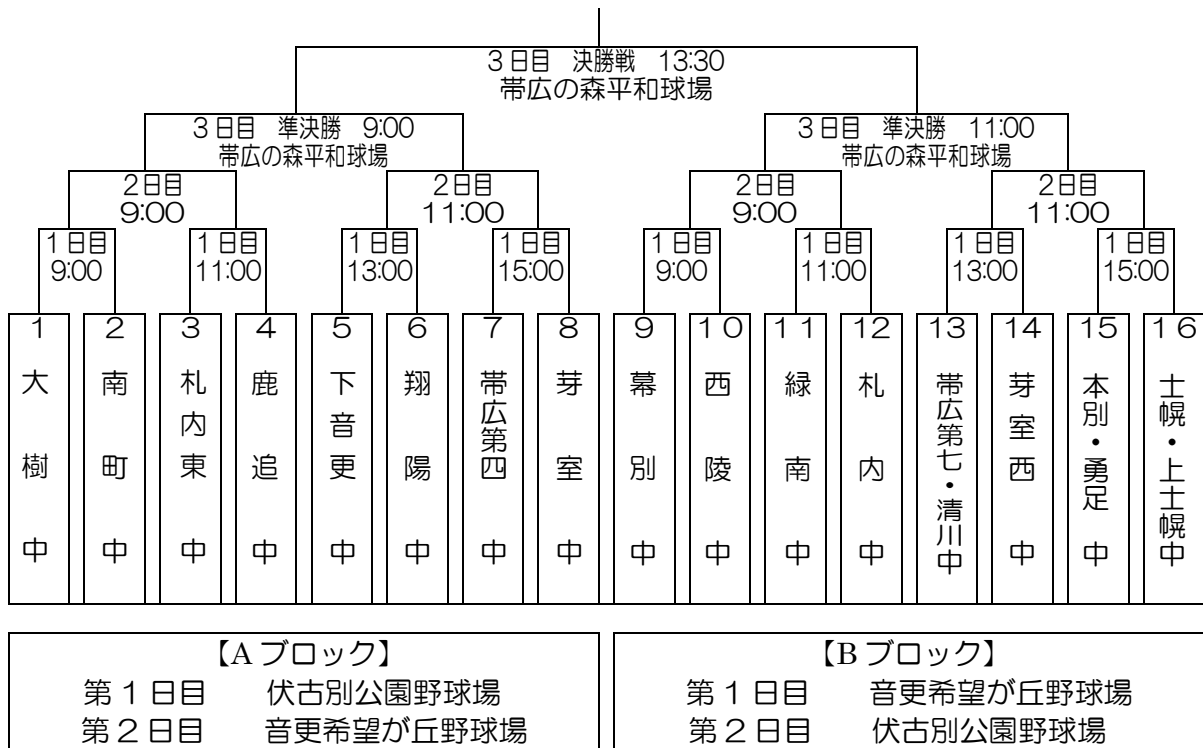 3日目 決勝戦 13:30
帯広の森平和球場
3日目 準決勝 9:00
帯広の森平和球場
3日目 準決勝 11:00
帯広の森平和球場
2日目
9:00
2日目
11:00
2日目
9:00
2日目
11:00
1日目
9:00
1日目
11:00
1日目
13:00
1日目
15:00
1日目
9:00
1日目
11:00
1日目
13:00
1日目
15:00
1 大樹中
2 南町中
3 札内東中
4 鹿追中
5 下音更中
6 翔陽中
7 帯広第四中
8 芽室中
9 幕別中
10 西陵中
11 緑南中
12 札内中
13 帯広第七・清川中
14 芽室西中
15 本別・勇足中
16 士幌・上士幌中
【Aブロック】
第1日目 伏古別公園野球場
第2日目 音更希望が丘野球場
【Bブロック】
第1日目 音更希望が丘野球場
第2日目 伏古別公園野球場